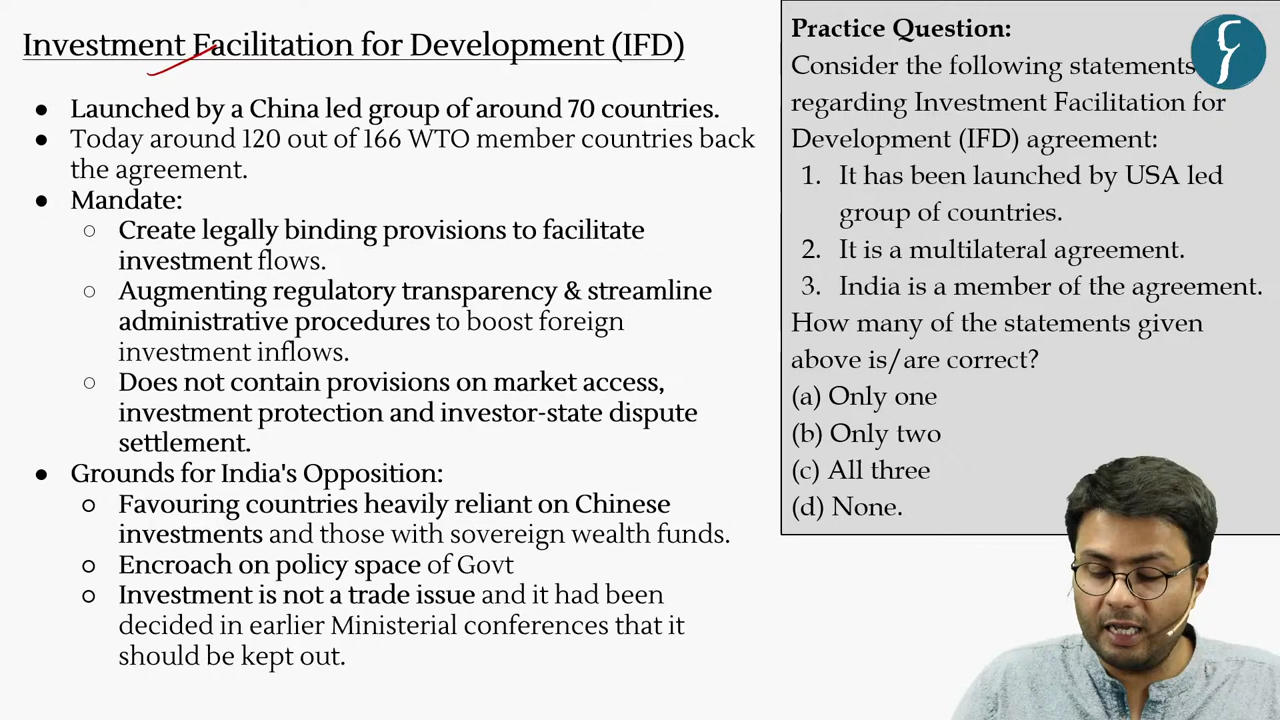 Investment Facilitation for Development (IFD)
● Launched by a China led group of around 70 countries.
● Today around 120 out of 166 WTO member countries back
the agreement.
● Mandate:
○ Create legally binding provisions to facilitate
investment flows.
○ Augmenting regulatory transparency & streamline
administrative procedures to boost foreign
investment inflows.
○ Does not contain provisions on market access,
investment protection and investor-state dispute
settlement.
● Grounds for India's Opposition:
○ Favouring countries heavily reliant on Chinese
investments and those with sovereign wealth funds.
○ Encroach on policy space of Govt
○ Investment is not a trade issue and it had been
decided in earlier Ministerial conferences that it
should be kept out.
Practice Question:
Consider the following statements
regarding Investment Facilitation for
Development (IFD) agreement:
1. It has been launched by USA led
group of countries.
2. It is a multilateral agreement.
3. India is a member of the agreement.
How many of the statements given
above is/are correct?
(a) Only one
(b) Only two
(c) All three
(d) None.